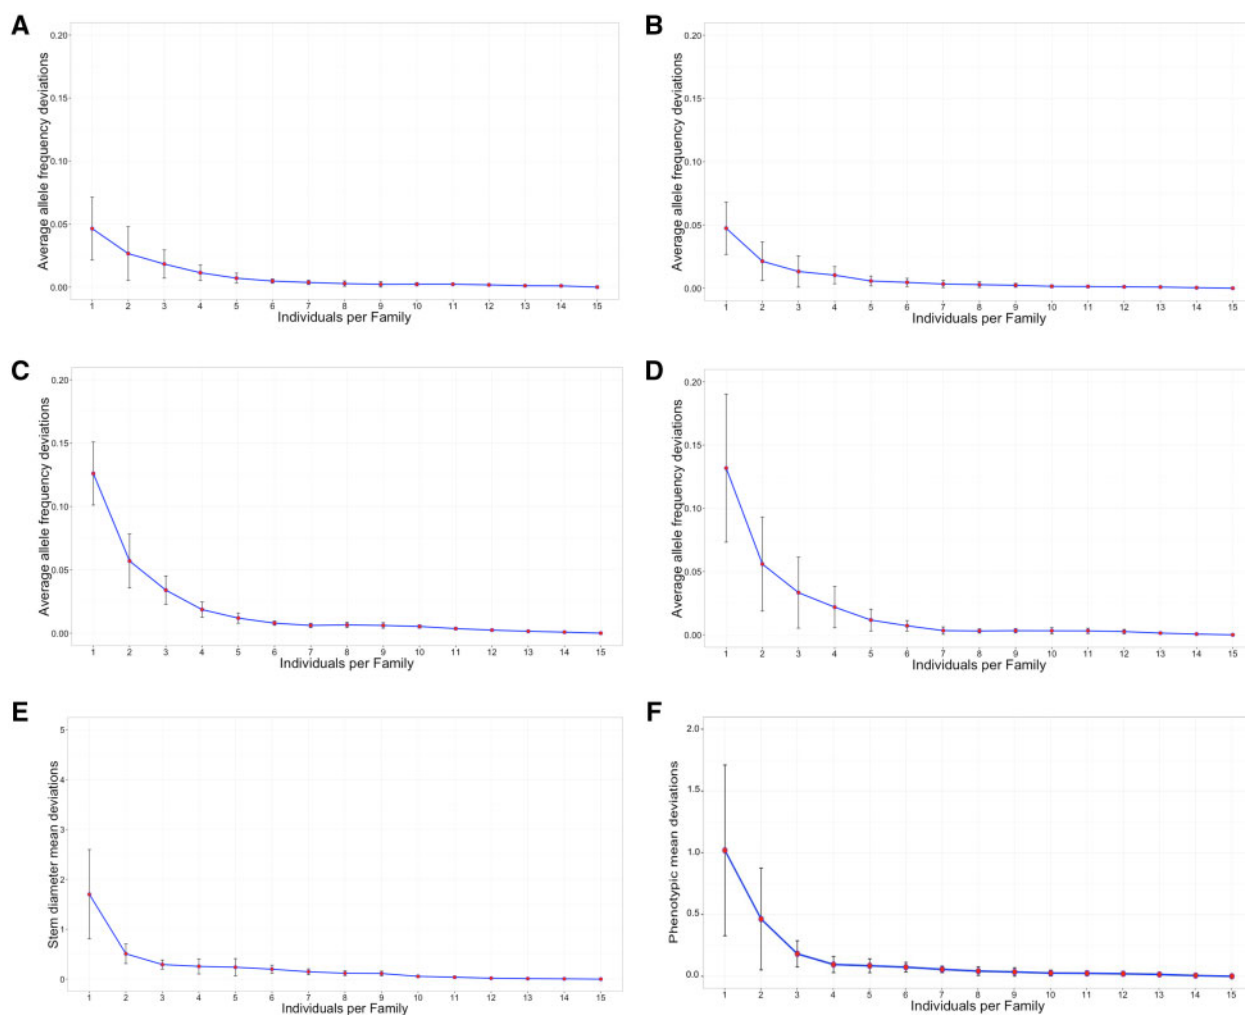 A
Average allele frequency deviations
0.20
0.15
0.10
0.05
0.00
1 2 3 4 5 6 7 8 9 10 11 12 13 14 15
Individuals per Family
B
Average allele frequency deviations
0.20
0.15
0.10
0.05
0.00
1 2 3 4 5 6 7 8 9 10 11 12 13 14 15
Individuals per Family
C
Average allele frequency deviations
0.20
0.15
0.10
0.05
0.00
1 2 3 4 5 6 7 8 9 10 11 12 13 14 15
Individuals per Family
D
Average allele frequency deviations
0.20
0.15
0.10
0.05
0.00
1 2 3 4 5 6 7 8 9 10 11 12 13 14 15
Individuals per Family
E
Stem diameter mean deviations
5
4
3
2
1
0
1 2 3 4 5 6 7 8 9 10 11 12 13 14 15
Individuals per Family
F
Phenotypic mean deviations
2.0
1.5
1.0
0.5
0.0
1 2 3 4 5 6 7 8 9 10 11 12 13 14 15
Individuals per Family